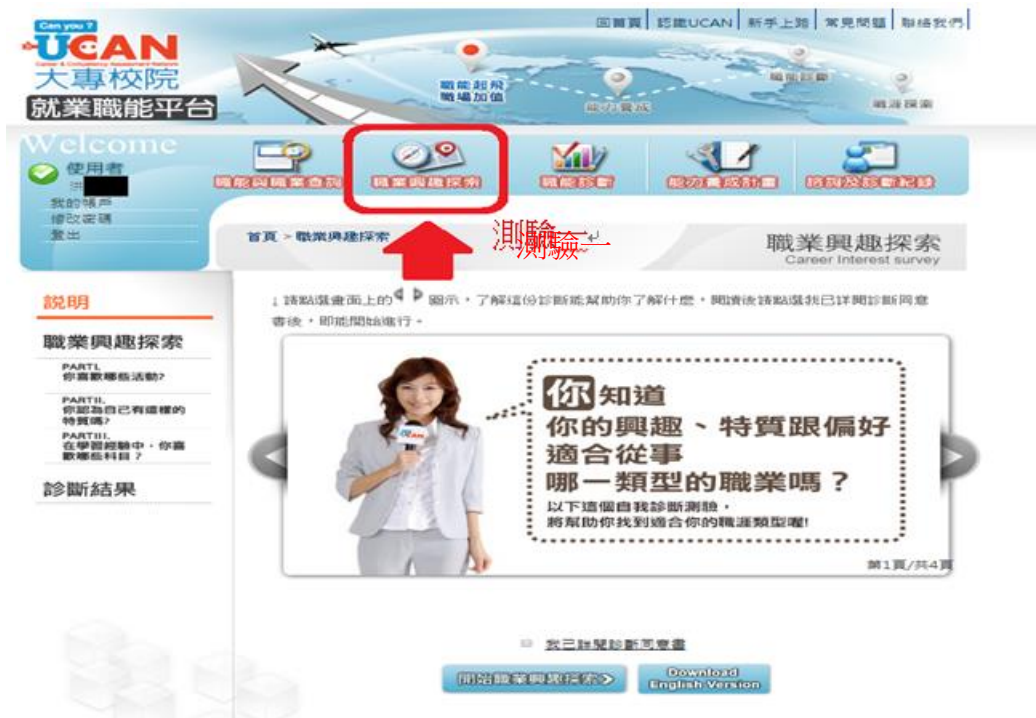 Can you ?
UCAN
Career & Competency Assessment Network
大專校院
就業職能平台
回首頁 認識UCAN 新手上路 常見問題 聯絡我們
職能起飛
職場加值
能力養成
職能診斷
職涯探索
Welcome
使用者
洪
我的帳戶
修改密碼
登出
職能與職業查詢
職業興趣探索
職能診斷
能力養成計畫
諮詢及診斷紀錄
首頁 > 職業興趣探索
測驗一
測驗一
職業興趣探索
Career Interest survey
說明
職業興趣探索
PARTI.
你喜歡哪些活動?
PARTII.
你認為自己有這樣的
特質嗎?
PARTIII.
在學習經驗中,你喜
歡哪些科目?
診斷結果
↓請點選畫面上的 圖示,了解這份診斷能幫助你了解什麼,閱讀後請點選我已詳閱診斷同意
書後,即能開始進行。
UCAN
你知道
你的興趣、特質跟偏好
適合從事
哪一類型的職業嗎?
以下這個自我診斷測驗,
將幫助你找到適合你的職涯類型喔!
第1頁/共4頁
我已詳閱診斷同意書
開始職業興趣探索>
Download
English Version